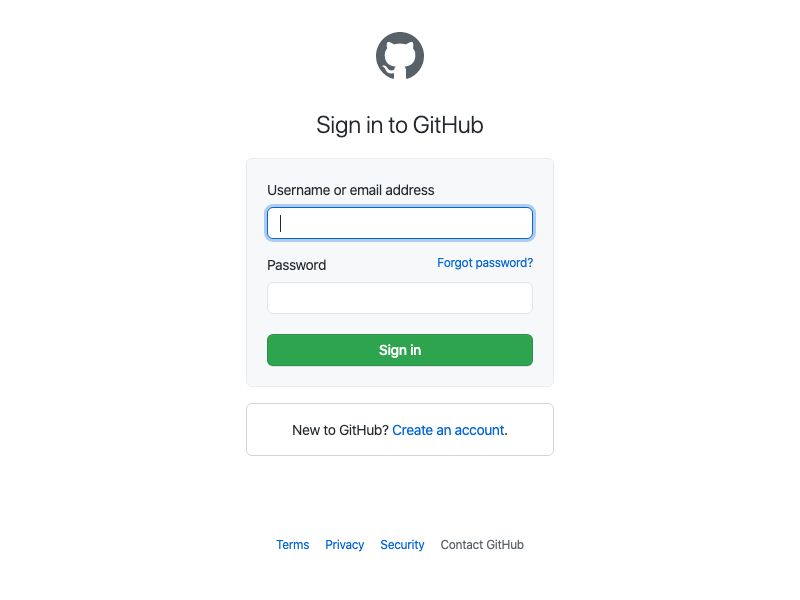 Sign in to GitHub
Username or email address
Password Forgot password?
Sign in
New to GitHub? Create an account.
Terms Privacy Security Contact GitHub